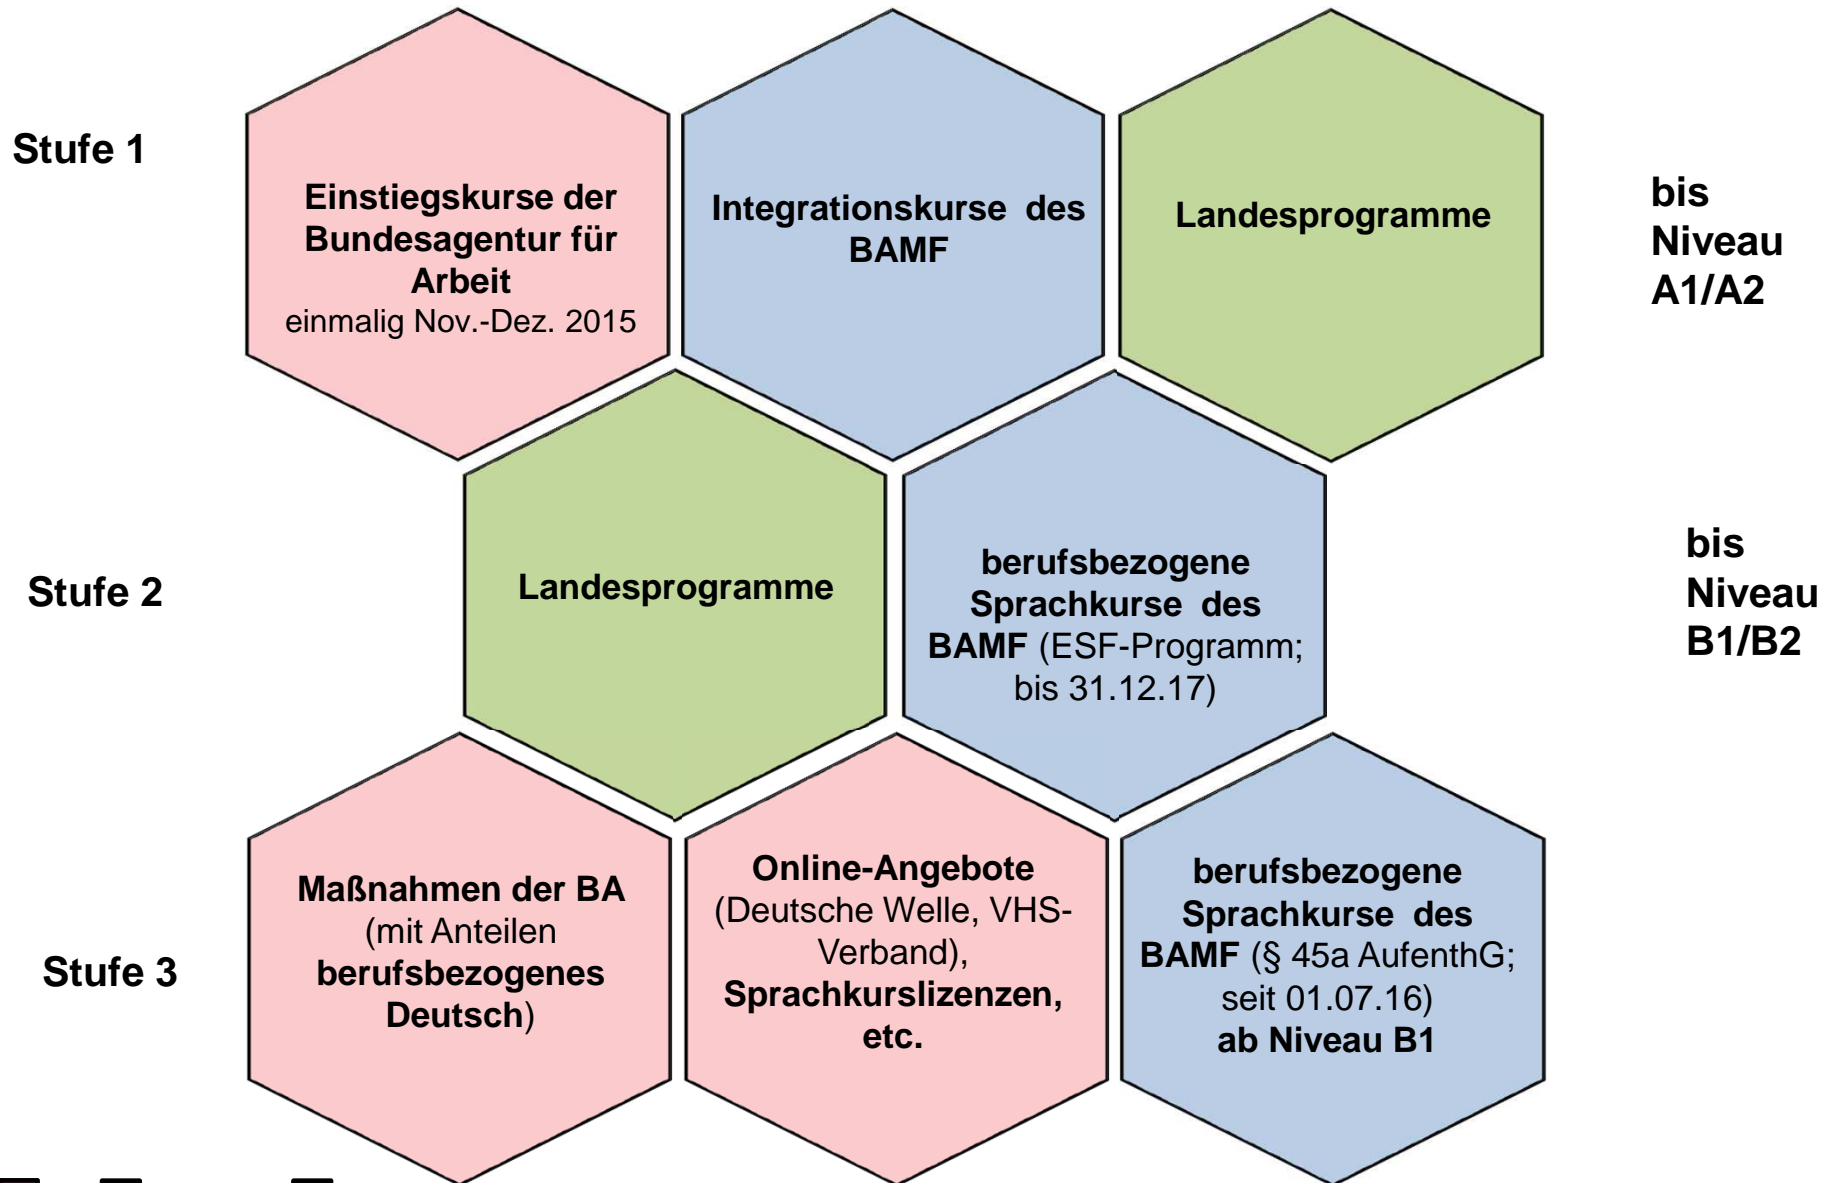 Stufe 1
Einstiegskurse der
Bundesagentur für
Arbeit
einmalig Nov.-Dez. 2015
Integrationskurse des
BAMF
Landesprogramme
bis
Niveau
A1/A2
Stufe 2
Landesprogramme
berufsbezogene
Sprachkurse des
BAMF (ESF-Programm;
bis 31.12.17)
bis
Niveau
B1/B2
Stufe 3
Maßnahmen der BA
(mit Anteilen
berufsbezogenes
Deutsch)
Online-Angebote
(Deutsche Welle, VHS-
Verband),
Sprachkurslizenzen,
etc.
berufsbezogene
Sprachkurse des
BAMF (§ 45a AufenthG;
seit 01.07.16)
ab Niveau B1